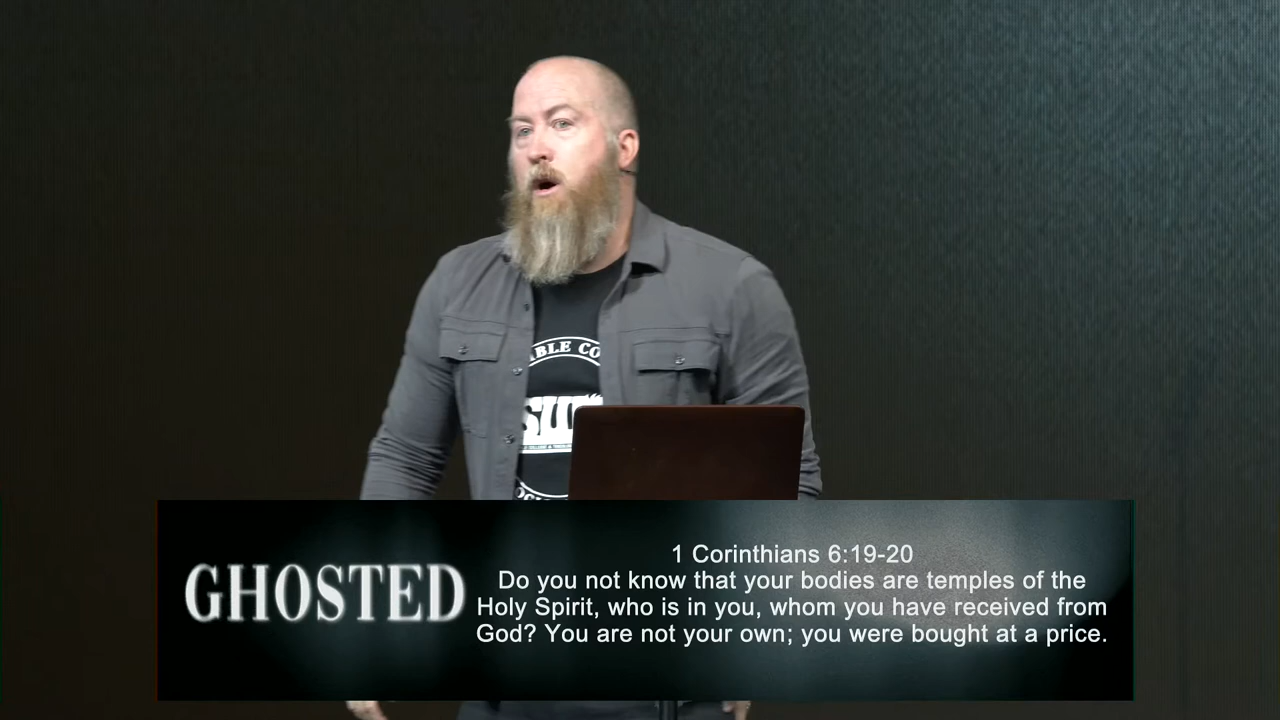 GHOSTED
1 Corinthians 6:19-20
Do you not know that your bodies are temples of the
Holy Spirit, who is in you, whom you have received from
God? You are not your own; you were bought at a price.